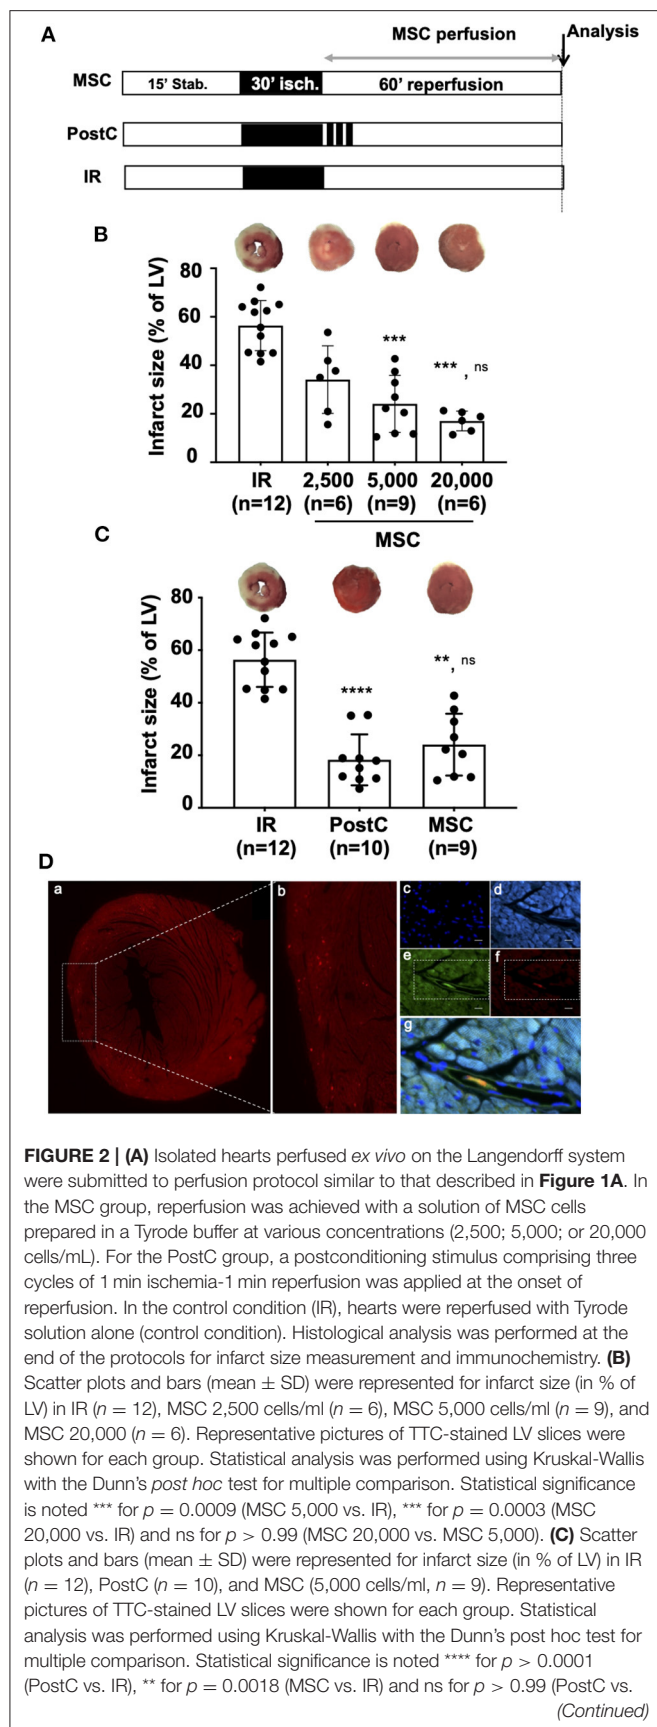 A
MSC perfusion
Analysis
MSC
15' Stab.
30' isch.
60' reperfusion
PostC
IR
B
Infarct size (% of LV)
80
60
40
20
0
***
*** , ns
IR
(n=12)
2,500
(n=6)
5,000
(n=9)
20,000
(n=6)
MSC
C
Infarct size (% of LV)
80
60
40
20
0
****
**, ns
IR
(n=12)
PostC
(n=10)
MSC
(n=9)
D
a
b
c
d
e
f
g
FIGURE 2 | (A) Isolated hearts perfused ex vivo on the Langendorff system
were submitted to perfusion protocol similar to that described in Figure 1A. In
the MSC group, reperfusion was achieved with a solution of MSC cells
prepared in a Tyrode buffer at various concentrations (2,500; 5,000; or 20,000
cells/mL). For the PostC group, a postconditioning stimulus comprising three
cycles of 1 min ischemia-1 min reperfusion was applied at the onset of
reperfusion. In the control condition (IR), hearts were reperfused with Tyrode
solution alone (control condition). Histological analysis was performed at the
end of the protocols for infarct size measurement and immunochemistry. (B)
Scatter plots and bars (mean ± SD) were represented for infarct size (in % of
LV) in IR (n = 12), MSC 2,500 cells/ml (n = 6), MSC 5,000 cells/ml (n = 9), and
MSC 20,000 (n = 6). Representative pictures of TTC-stained LV slices were
shown for each group. Statistical analysis was performed using Kruskal-Wallis
with the Dunn's post hoc test for multiple comparison. Statistical significance
is noted *** for p = 0.0009 (MSC 5,000 vs. IR), *** for p = 0.0003 (MSC
20,000 vs. IR) and ns for p > 0.99 (MSC 20,000 vs. MSC 5,000). (C) Scatter
plots and bars (mean ± SD) were represented for infarct size (in % of LV) in IR
(n = 12), PostC (n = 10), and MSC (5,000 cells/ml, n = 9). Representative
pictures of TTC-stained LV slices were shown for each group. Statistical
analysis was performed using Kruskal-Wallis with the Dunn's post hoc test for
multiple comparison. Statistical significance is noted **** for p > 0.0001
(PostC vs. IR), ** for p = 0.0018 (MSC vs. IR) and ns for p > 0.99 (PostC vs.
(Continued)